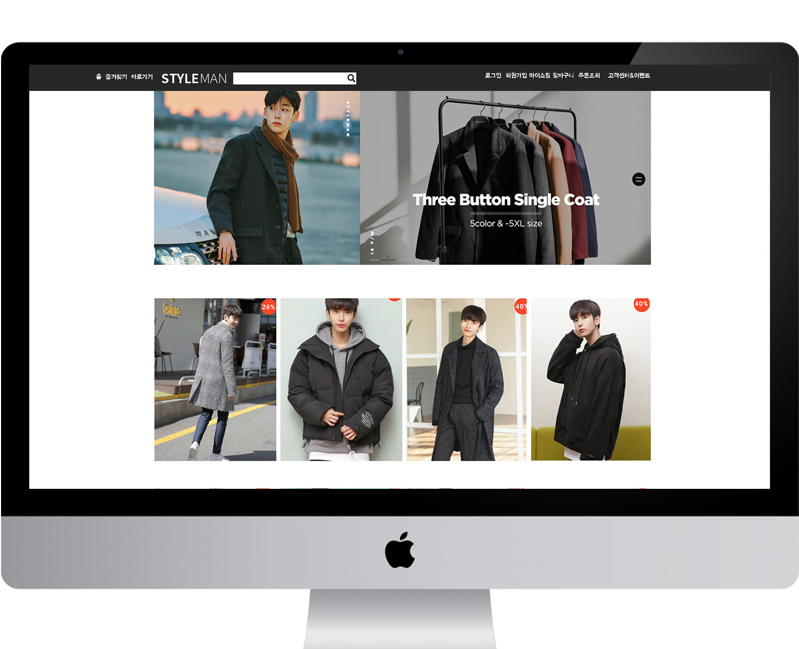 즐겨찾기 바로가기 STYLEMAN
로그인 회원가입 마이쇼핑 장바구니 주문조회 고객센터&이벤트
STYLEMAN
Three Button Single Coat
5color & -5XL size
26%
40%
40%